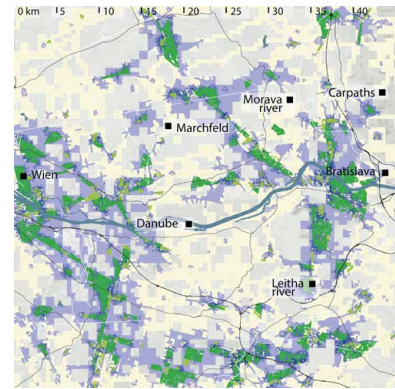 0 km 5 10 15 20 25 30 35 40
Carpaths
Morava
river
Marchfeld
Bratislava
Wien
Danube
Leitha
river